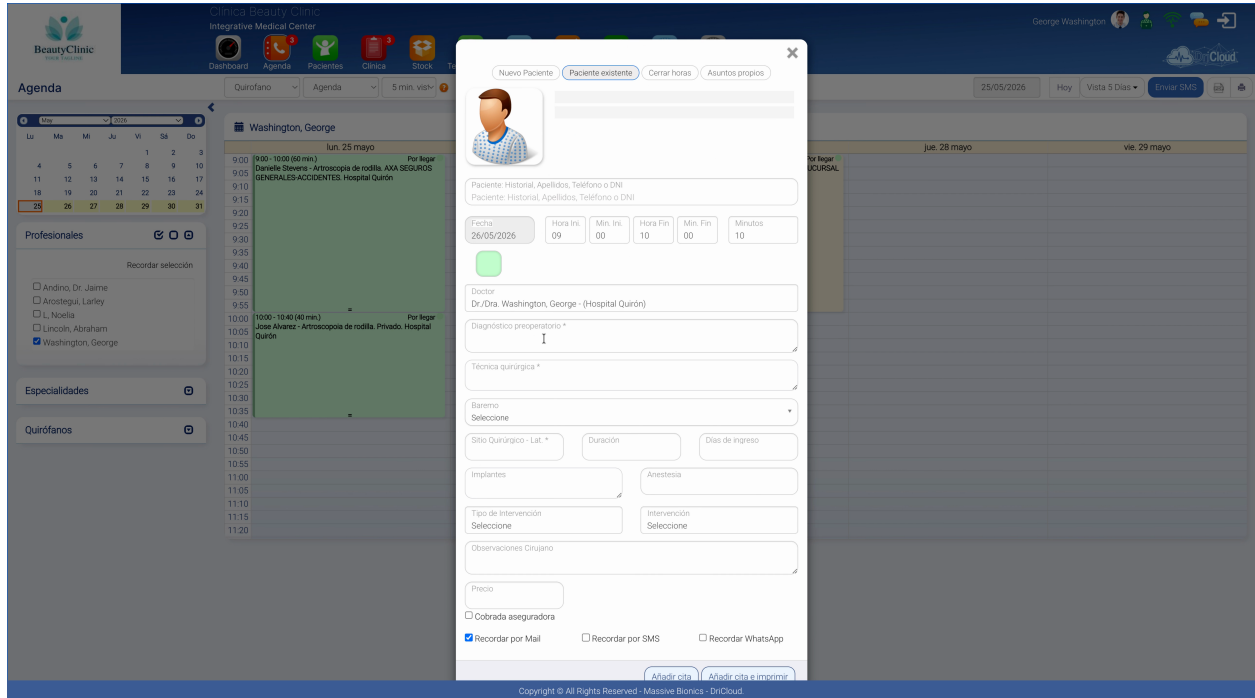 Clinica Beauty Clinic
Integrative Medical Center
George Washington
BeautyClinic
YOUR TAGLINE
3
3
Dashboard Agenda Pacientes Clínica Stock
DriCloud
Agenda
Quirofano Agenda 5 min. visi
25/05/2026 Hoy Vista 5 Días Enviar SMS
May 2026
Lu Ma Mi Ju Vi Sá Do
1 2 3
4 5 6 7 8 9 10
11 12 13 14 15 16 17
18 19 20 21 22 23 24
25 26 27 28 29 30 31
Profesionales
Recordar selección
Andino, Dr. Jaime
Arostegui, Larley
L, Noelia
Lincoln, Abraham
Washington, George
Especialidades
Quirófanos
Washington, George
lun. 25 mayo
jue. 28 mayo
vie. 29 mayo
9:00
9:05
9:10
9:15
9:20
9:25
9:30
9:35
9:40
9:45
9:50
9:55
10:00
10:05
10:10
10:15
10:20
10:25
10:30
10:35
10:40
10:45
10:50
10:55
11:00
11:05
11:10
11:15
11:20
9:00 - 10:00 (60 min.) Por llegar
Danielle Stevens - Artroscopia de rodilla. AXA SEGUROS
GENERALES-ACCIDENTES. Hospital Quirón
10:00 - 10:40 (40 min.) Por llegar
Jose Alvarez - Artroscopoia de rodilla. Privado. Hospital
Quirón
Por llegar
UCURSAL
Nuevo Paciente Paciente existente Cerrar horas Asuntos propios
Paciente: Historial, Apellidos, Teléfono o DNI
Paciente: Historial, Apellidos, Teléfono o DNI
Fecha Hora Ini. Min. Ini. Hora Fin Min. Fin Minutos
26/05/2026 09 00 10 00 10
Doctor
Dr./Dra. Washington, George - (Hospital Quirón)
Diagnóstico preoperatorio *
Técnica quirúrgica *
Baremo
Seleccione
Sitio Quirúrgico - Lat. * Duración Días de ingreso
Implantes Anestesia
Tipo de Intervención Intervención
Seleccione Seleccione
Observaciones Cirujano
Precio
Cobrada aseguradora
Recordar por Mail Recordar por SMS Recordar WhatsApp
Añadir cita Añadir cita e imprimir
Copyright © All Rights Reserved - Massive Bionics - DriCloud.